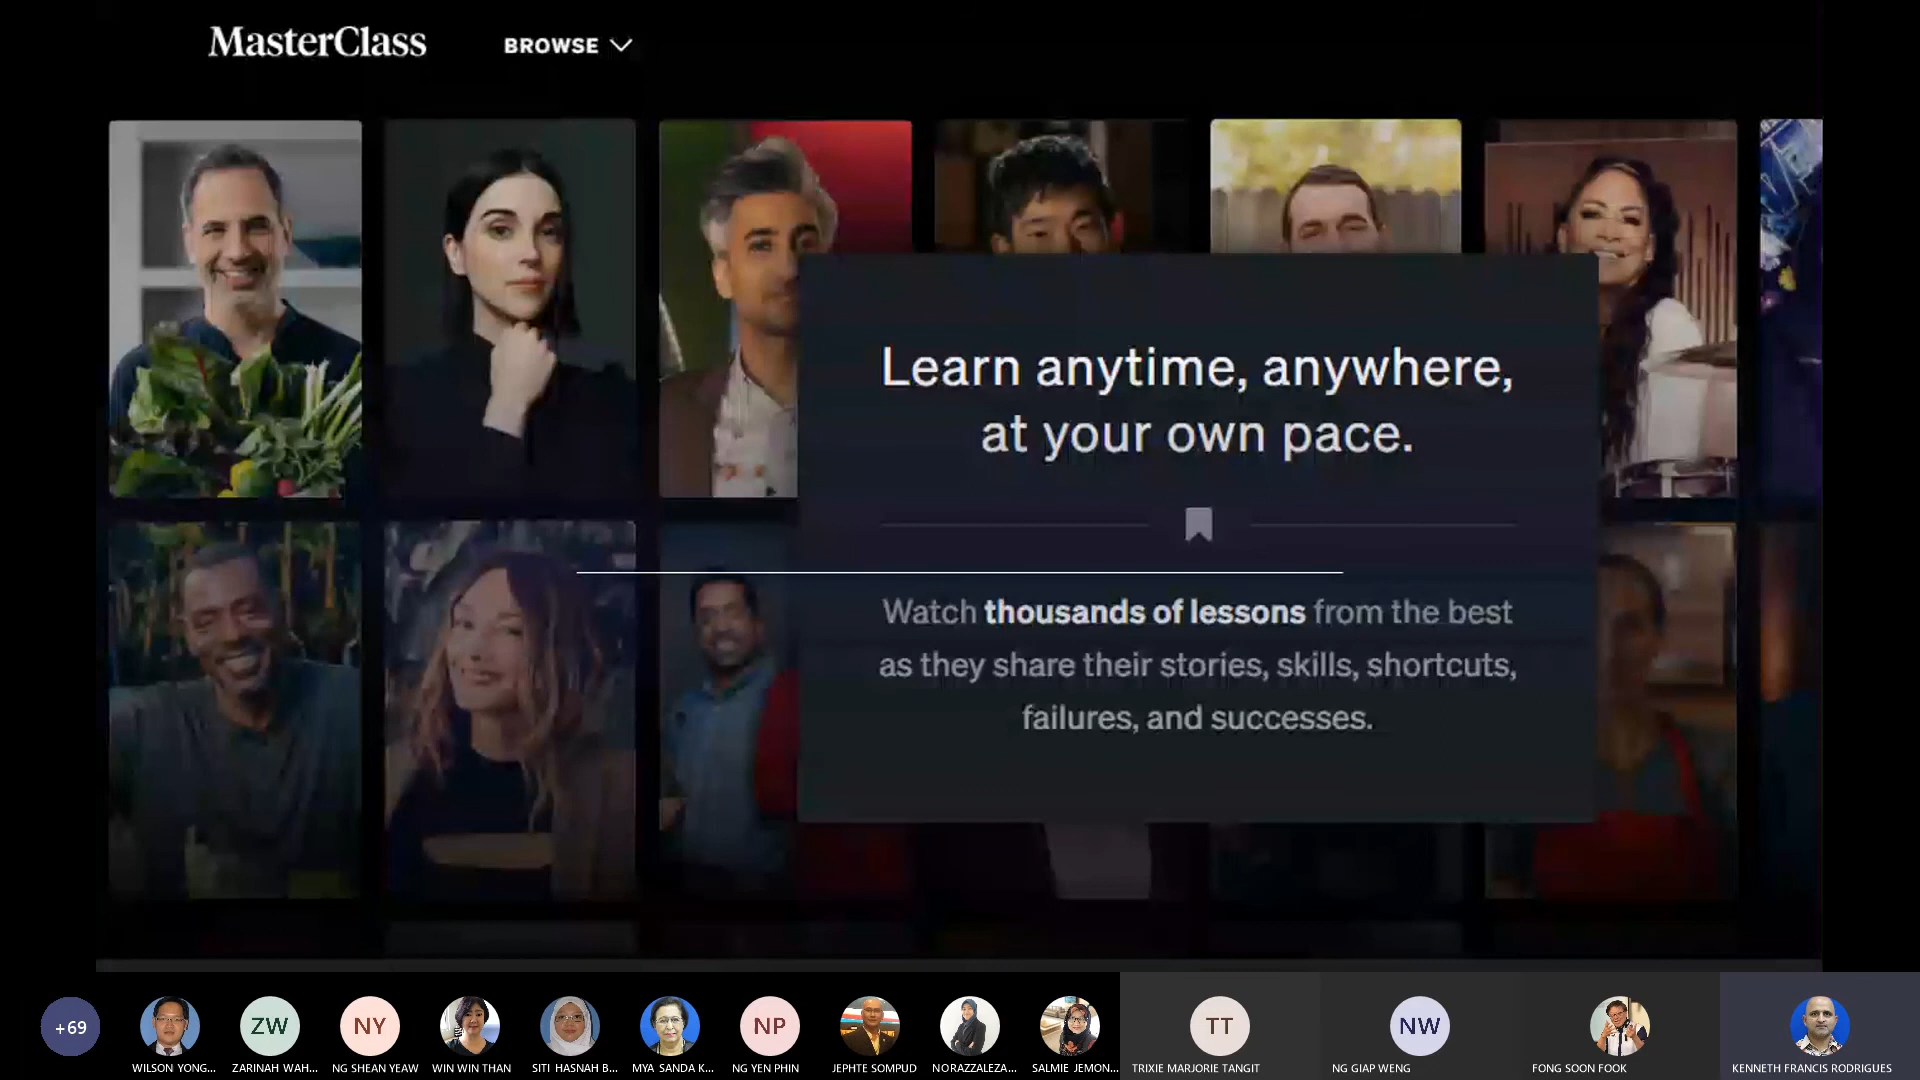 MasterClass
BROWSE
Learn anytime, anywhere,
at your own pace.
Watch thousands of lessons from the best
as they share their stories, skills, shortcuts,
failures, and successes.
+69
ZW
NY
NP
TT
NW
WILSON YONG...
ZARINAH WAH...
NG SHEAN YEAW
WIN WIN THAN
SITI HASNAH B...
MYA SANDA K...
NG YEN PHIN
JEPHTE SOMPUD
NORAZZALEZA...
SALMIE JEMON...
TRIXIE MARJORIE TANGIT
NG GIAP WENG
FONG SOON FOOK
KENNETH FRANCIS RODRIGUES